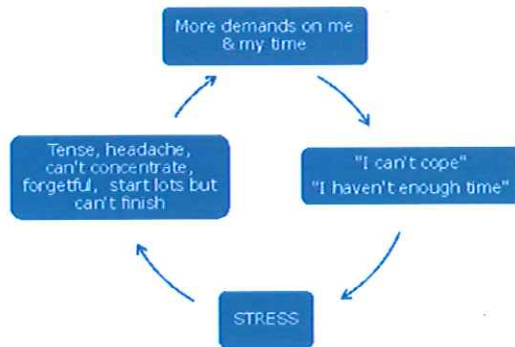 More demands on me
& my time
"I can't cope"
"I haven't enough time"
STRESS
Tense, headache,
can't concentrate,
forgetful, start lots but
can't finish